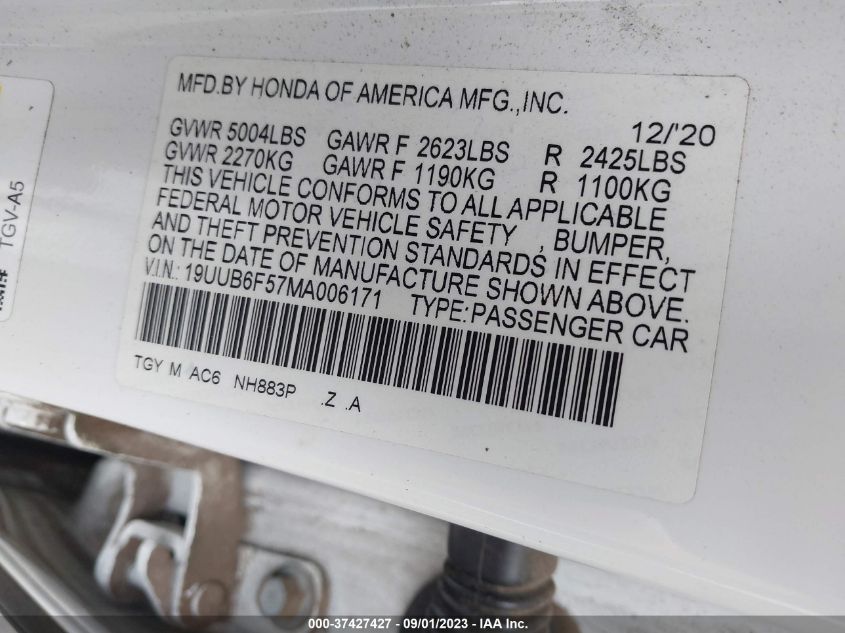 MFD.BY HONDA OF AMERICA MFG.,INC.
12/'20
GVWR 5004LBS GAWR F 2623LBS R 2425LBS
GVWR 2270KG GAWR F 1190KG R 1100KG
THIS VEHICLE CONFORMS TO ALL APPLICABLE
FEDERAL MOTOR VEHICLE SAFETY , BUMPER,
AND THEFT PREVENTION STANDARDS IN EFFECT
ON THE DATE OF MANUFACTURE SHOWN ABOVE.
V.I.N.: 19UUB6F57MA006171 TYPE:PASSENGER CAR
TGY M AC6 NH883P .Z .A
TGV-A5
000-37427427 - 09/01/2023 - IAA Inc.